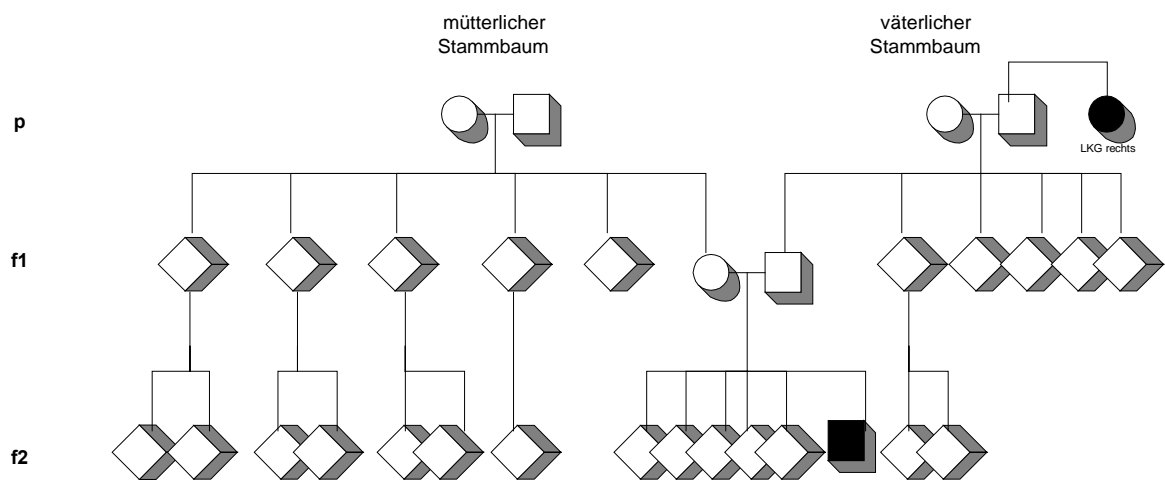 mütterlicher
Stammbaum
väterlicher
Stammbaum
p
LKG rechts
f1
f2